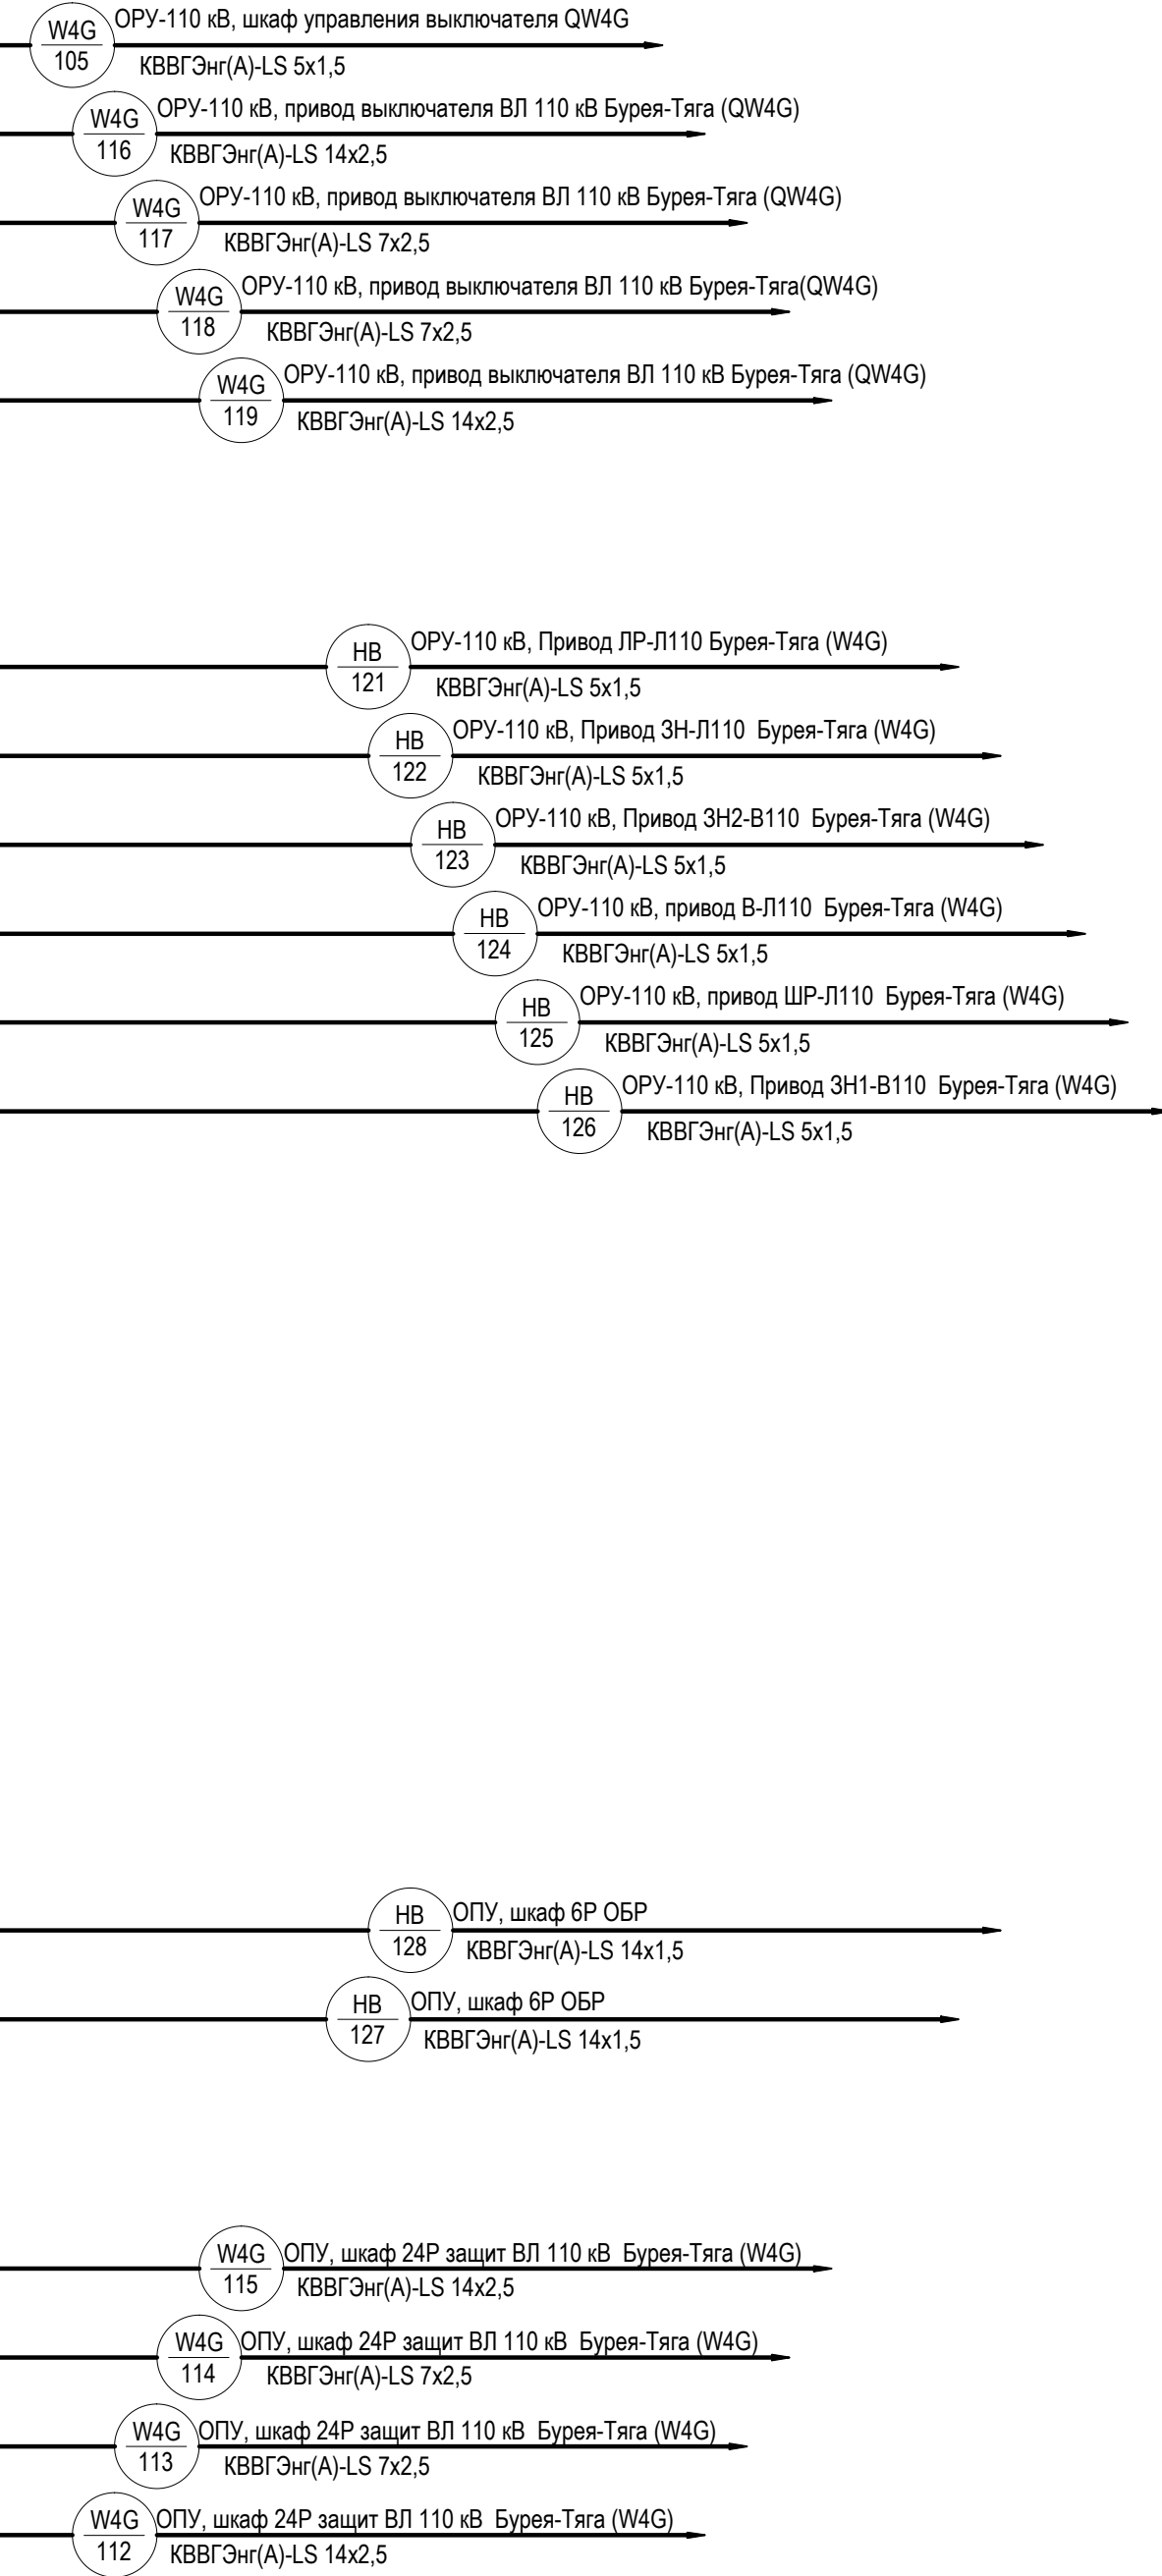 ОРУ-110 кВ, шкаф управления выключателя QW4G
W4G
105
КВВГЭнг(А)-LS 5х1,5
ОРУ-110 кВ, привод выключателя ВЛ 110 кВ Бурея-Тяга (QW4G)
W4G
116
КВВГЭнг(А)-LS 14х2,5
ОРУ-110 кВ, привод выключателя ВЛ 110 кВ Бурея-Тяга (QW4G)
W4G
117
КВВГЭнг(А)-LS 7х2,5
ОРУ-110 кВ, привод выключателя ВЛ 110 кВ Бурея-Тяга(QW4G)
W4G
118
КВВГЭнг(А)-LS 7х2,5
ОРУ-110 кВ, привод выключателя ВЛ 110 кВ Бурея-Тяга (QW4G)
W4G
119
КВВГЭнг(А)-LS 14х2,5
ОРУ-110 кВ, Привод ЛР-Л110 Бурея-Тяга (W4G)
НВ
121
КВВГЭнг(А)-LS 5х1,5
ОРУ-110 кВ, Привод ЗН-Л110  Бурея-Тяга (W4G)
НВ
122
КВВГЭнг(А)-LS 5х1,5
ОРУ-110 кВ, Привод ЗН2-В110  Бурея-Тяга (W4G)
НВ
123
КВВГЭнг(А)-LS 5х1,5
ОРУ-110 кВ, привод В-Л110  Бурея-Тяга (W4G)
НВ
124
КВВГЭнг(А)-LS 5х1,5
ОРУ-110 кВ, привод ШР-Л110  Бурея-Тяга (W4G)
НВ
125
КВВГЭнг(А)-LS 5х1,5
ОРУ-110 кВ, Привод ЗН1-В110  Бурея-Тяга (W4G)
НВ
126
КВВГЭнг(А)-LS 5х1,5
ОПУ, шкаф 6Р ОБР
НВ
128
КВВГЭнг(А)-LS 14х1,5
ОПУ, шкаф 6Р ОБР
НВ
127
КВВГЭнг(А)-LS 14х1,5
ОПУ, шкаф 24Р защит ВЛ 110 кВ  Бурея-Тяга (W4G)
W4G
115
КВВГЭнг(А)-LS 14х2,5
ОПУ, шкаф 24Р защит ВЛ 110 кВ  Бурея-Тяга (W4G)
W4G
114
КВВГЭнг(А)-LS 7х2,5
ОПУ, шкаф 24Р защит ВЛ 110 кВ  Бурея-Тяга (W4G)
W4G
113
КВВГЭнг(А)-LS 7х2,5
ОПУ, шкаф 24Р защит ВЛ 110 кВ  Бурея-Тяга (W4G)
W4G
112
КВВГЭнг(А)-LS 14х2,5